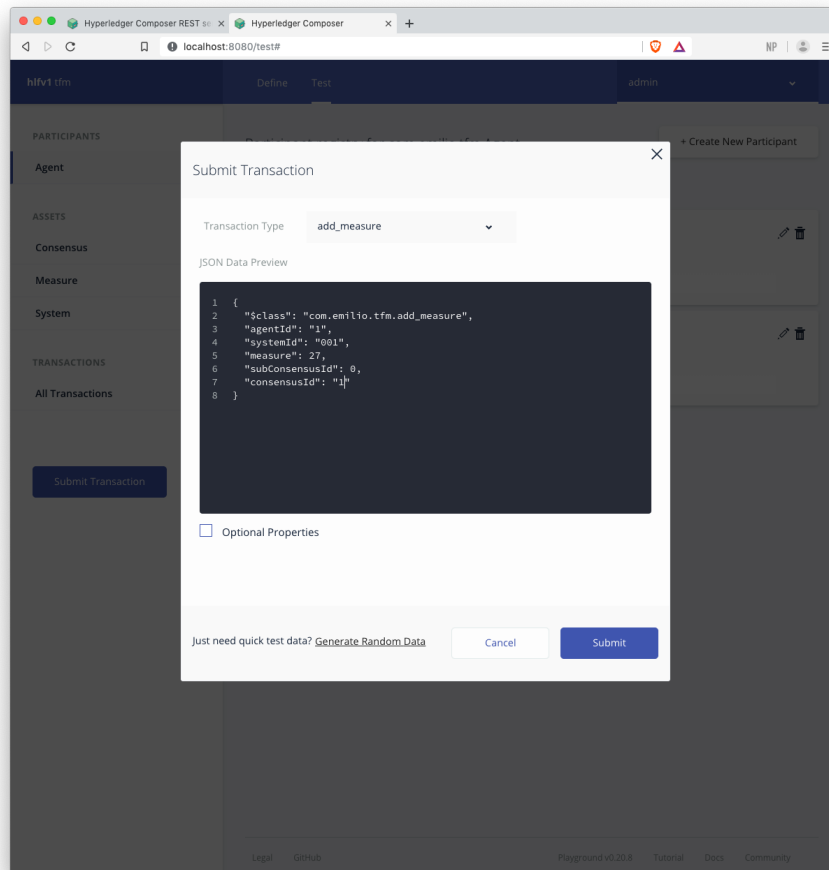 Hyperledger Composer REST se
Hyperledger Composer
localhost:8080/test#
NP
hlfv1 tfm
Define
Test
admin
PARTICIPANTS
+ Create New Participant
Agent
ASSETS
Consensus
Measure
System
TRANSACTIONS
All Transactions
Submit Transaction
Submit Transaction
Transaction Type
add_measure
JSON Data Preview
1 {
2 "$class": "com.emilio.tfm.add_measure",
3 "agentId": "1",
4 "systemId": "001",
5 "measure": 27,
6 "subConsensusId": 0,
7 "consensusId": "1"
8 }
Optional Properties
Just need quick test data? Generate Random Data
Cancel
Submit
Legal
GitHub
Playground v0.20.8
Tutorial
Docs
Community